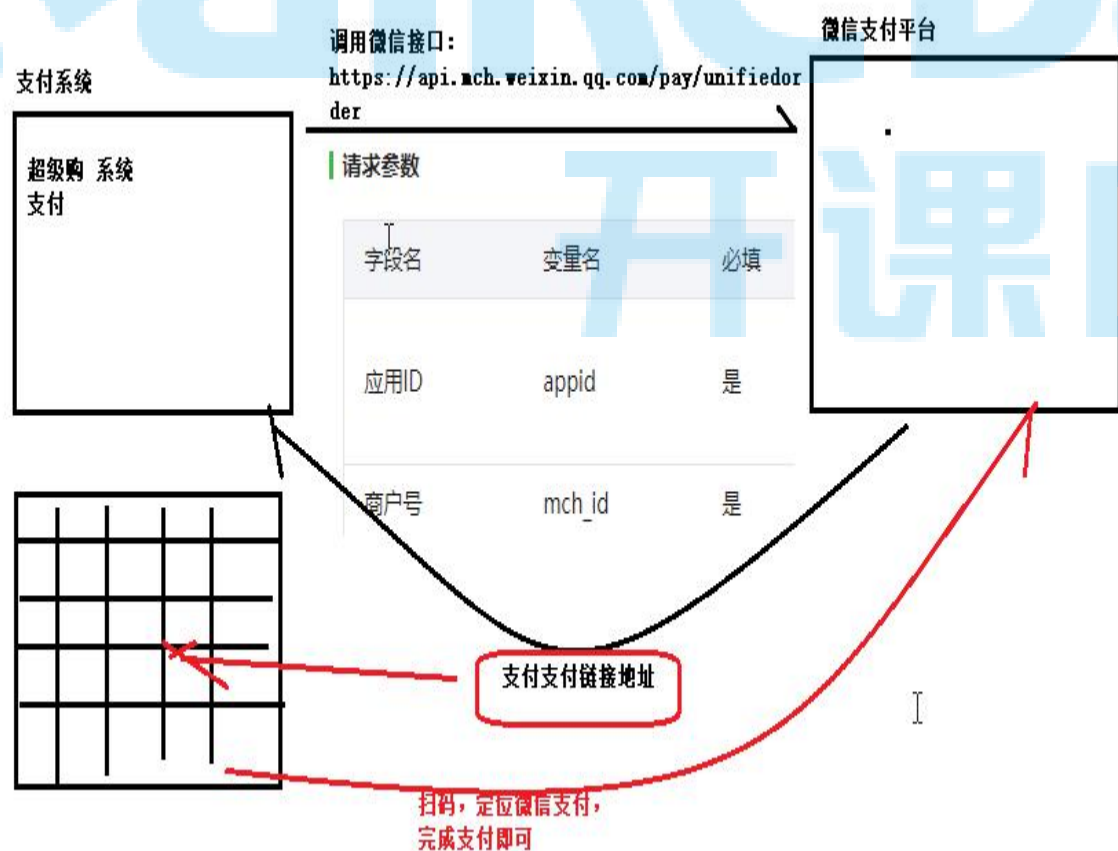 微信支付平台
调用微信接口：
支付系统
https://api.mch.weixin.qq.com/pay/unifiedor
der
超级购 系统
支付
请求参数
字段名 变量名 必填
应用ID appid 是
商户号 mch_id 是
支付支付链接地址
扫码，定应微信支付，
完成支付即可
开课